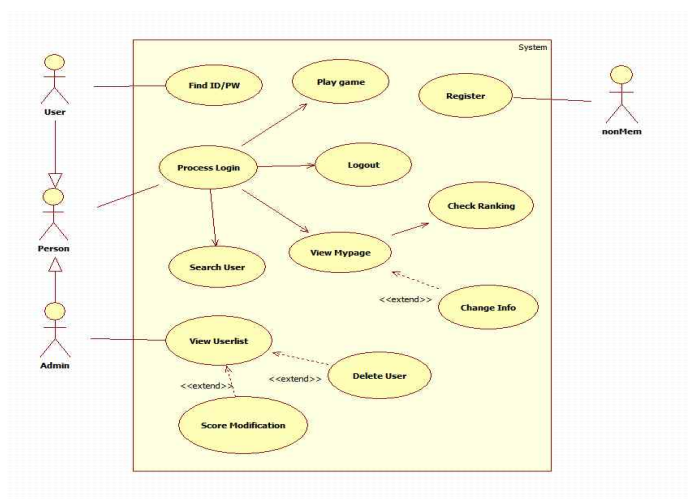 System
Play game
Find ID/PW
Register
User
nonMem
Process Login
Logout
Check Ranking
Person
Search User
View Mypage
<<extend>>
Change Info
View Userlist
Admin
<<extend>>
<<extend>>
Delete User
Score Modification